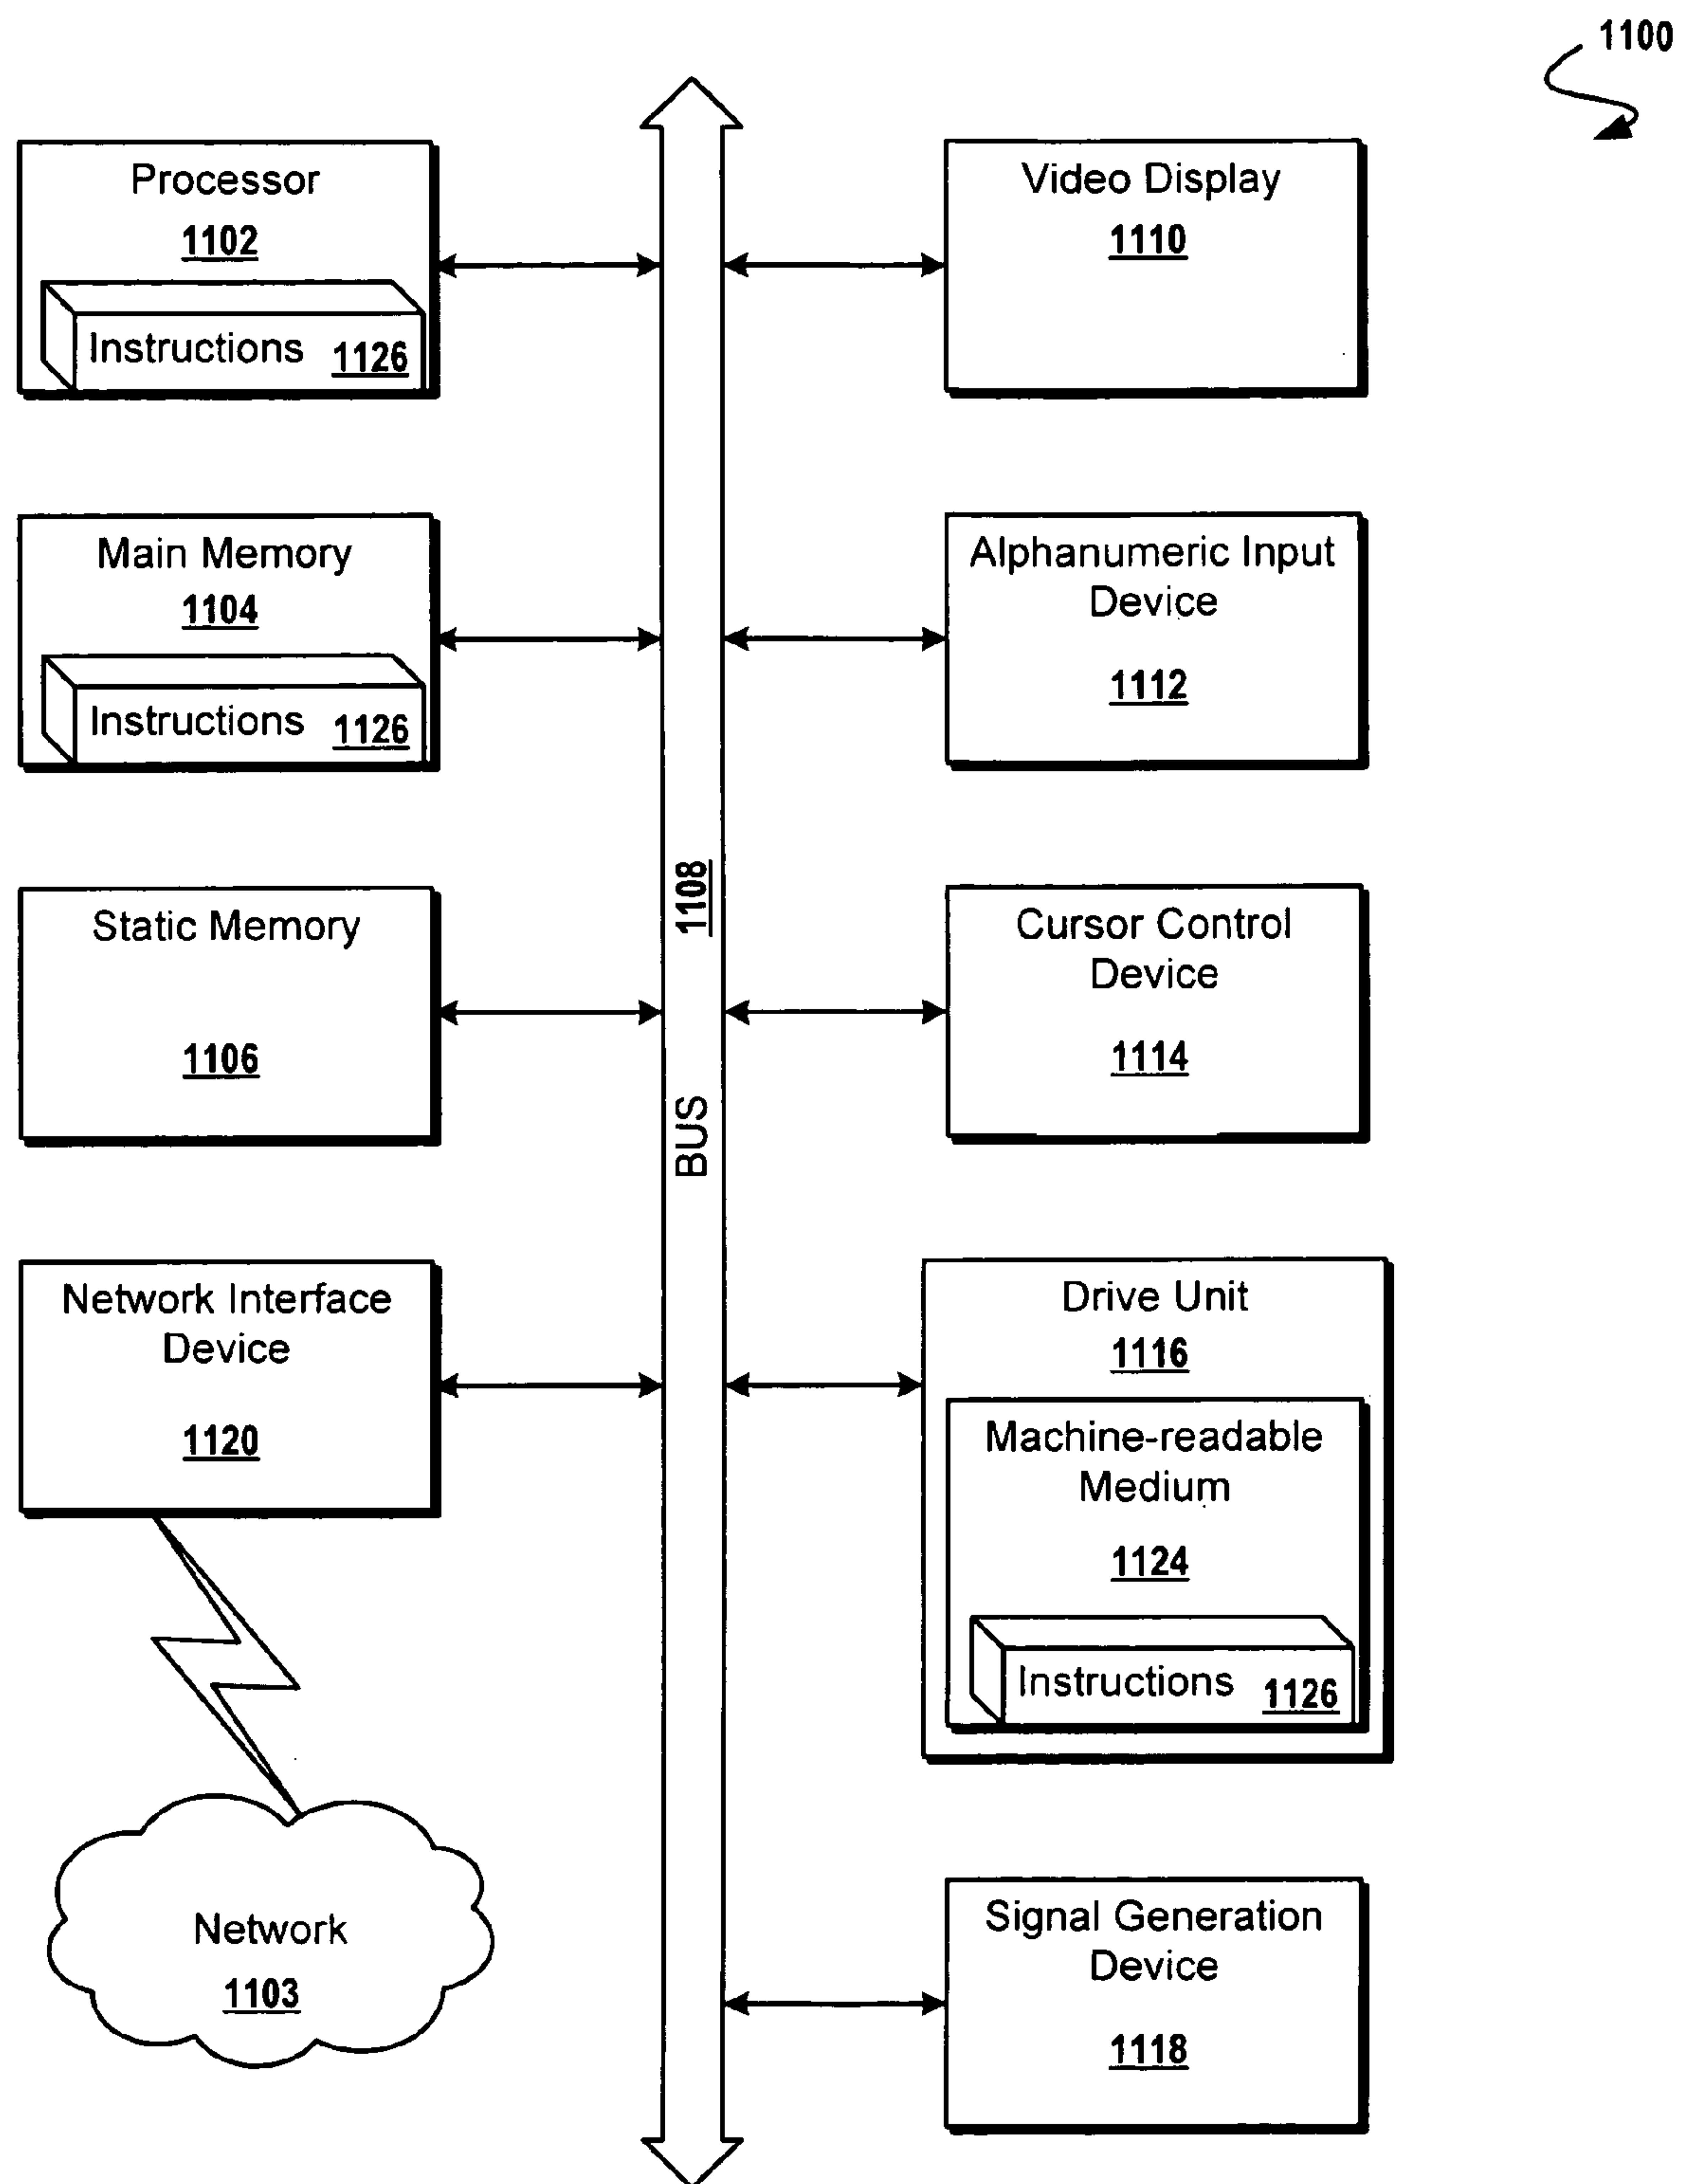 1100
Processor
1102
Instructions 1126
Video Display
1110
Main Memory
1104
Instructions 1126
Alphanumeric Input
Device
1112
Static Memory
1106
BUS 1108
Cursor Control
Device
1114
Network Interface
Device
1120
Drive Unit
1116
Machine-readable
Medium
1124
Instructions 1126
Network
1103
Signal Generation
Device
1118